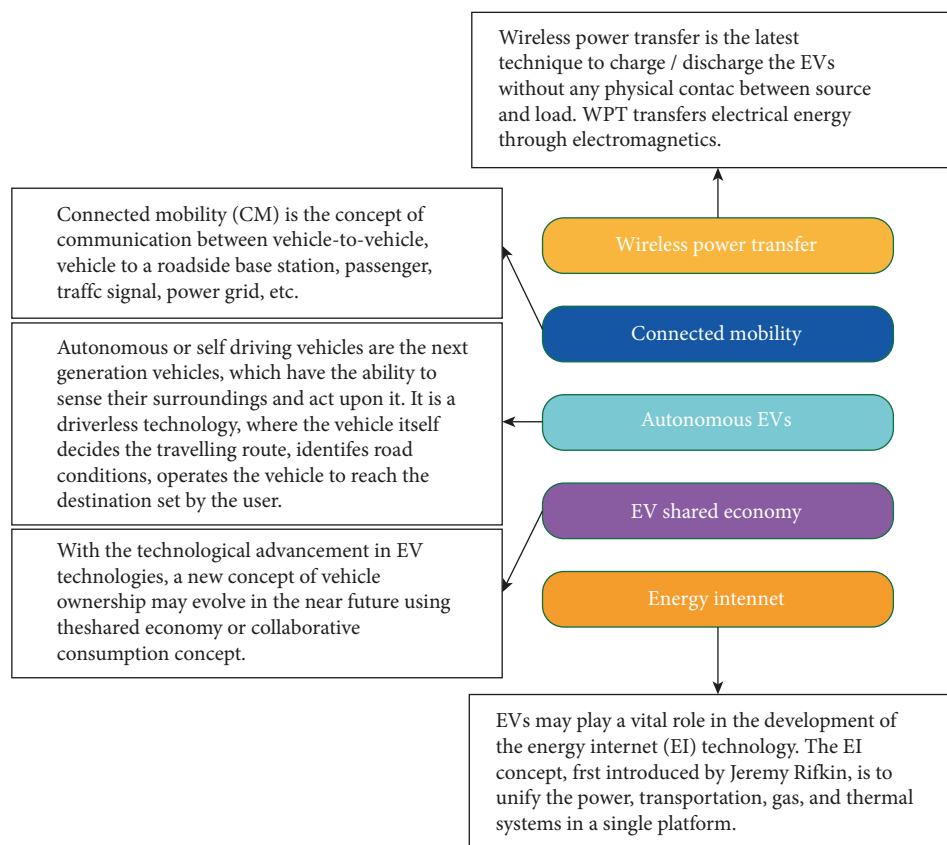 Wireless power transfer is the latest
technique to charge / discharge the EVs
without any physical contac between source
and load. WPT transfers electrical energy
through electromagnetics.
Connected mobility (CM) is the concept of
communication between vehicle-to-vehicle,
vehicle to a roadside base station, passenger,
traffc signal, power grid, etc.
Autonomous or self driving vehicles are the next
generation vehicles, which have the ability to
sense their surroundings and act upon it. It is a
driverless technology, where the vehicle itself
decides the travelling route, identifes road
conditions, operates the vehicle to reach the
destination set by the user.
With the technological advancement in EV
technologies, a new concept of vehicle
ownership may evolve in the near future using
theshared economy or collaborative
consumption concept.
Wireless power transfer
Connected mobility
Autonomous EVs
EV shared economy
Energy internet
EVs may play a vital role in the development of
the energy internet (EI) technology. The EI
concept, frst introduced by Jeremy Rifkin, is to
unify the power, transportation, gas, and thermal
systems in a single platform.